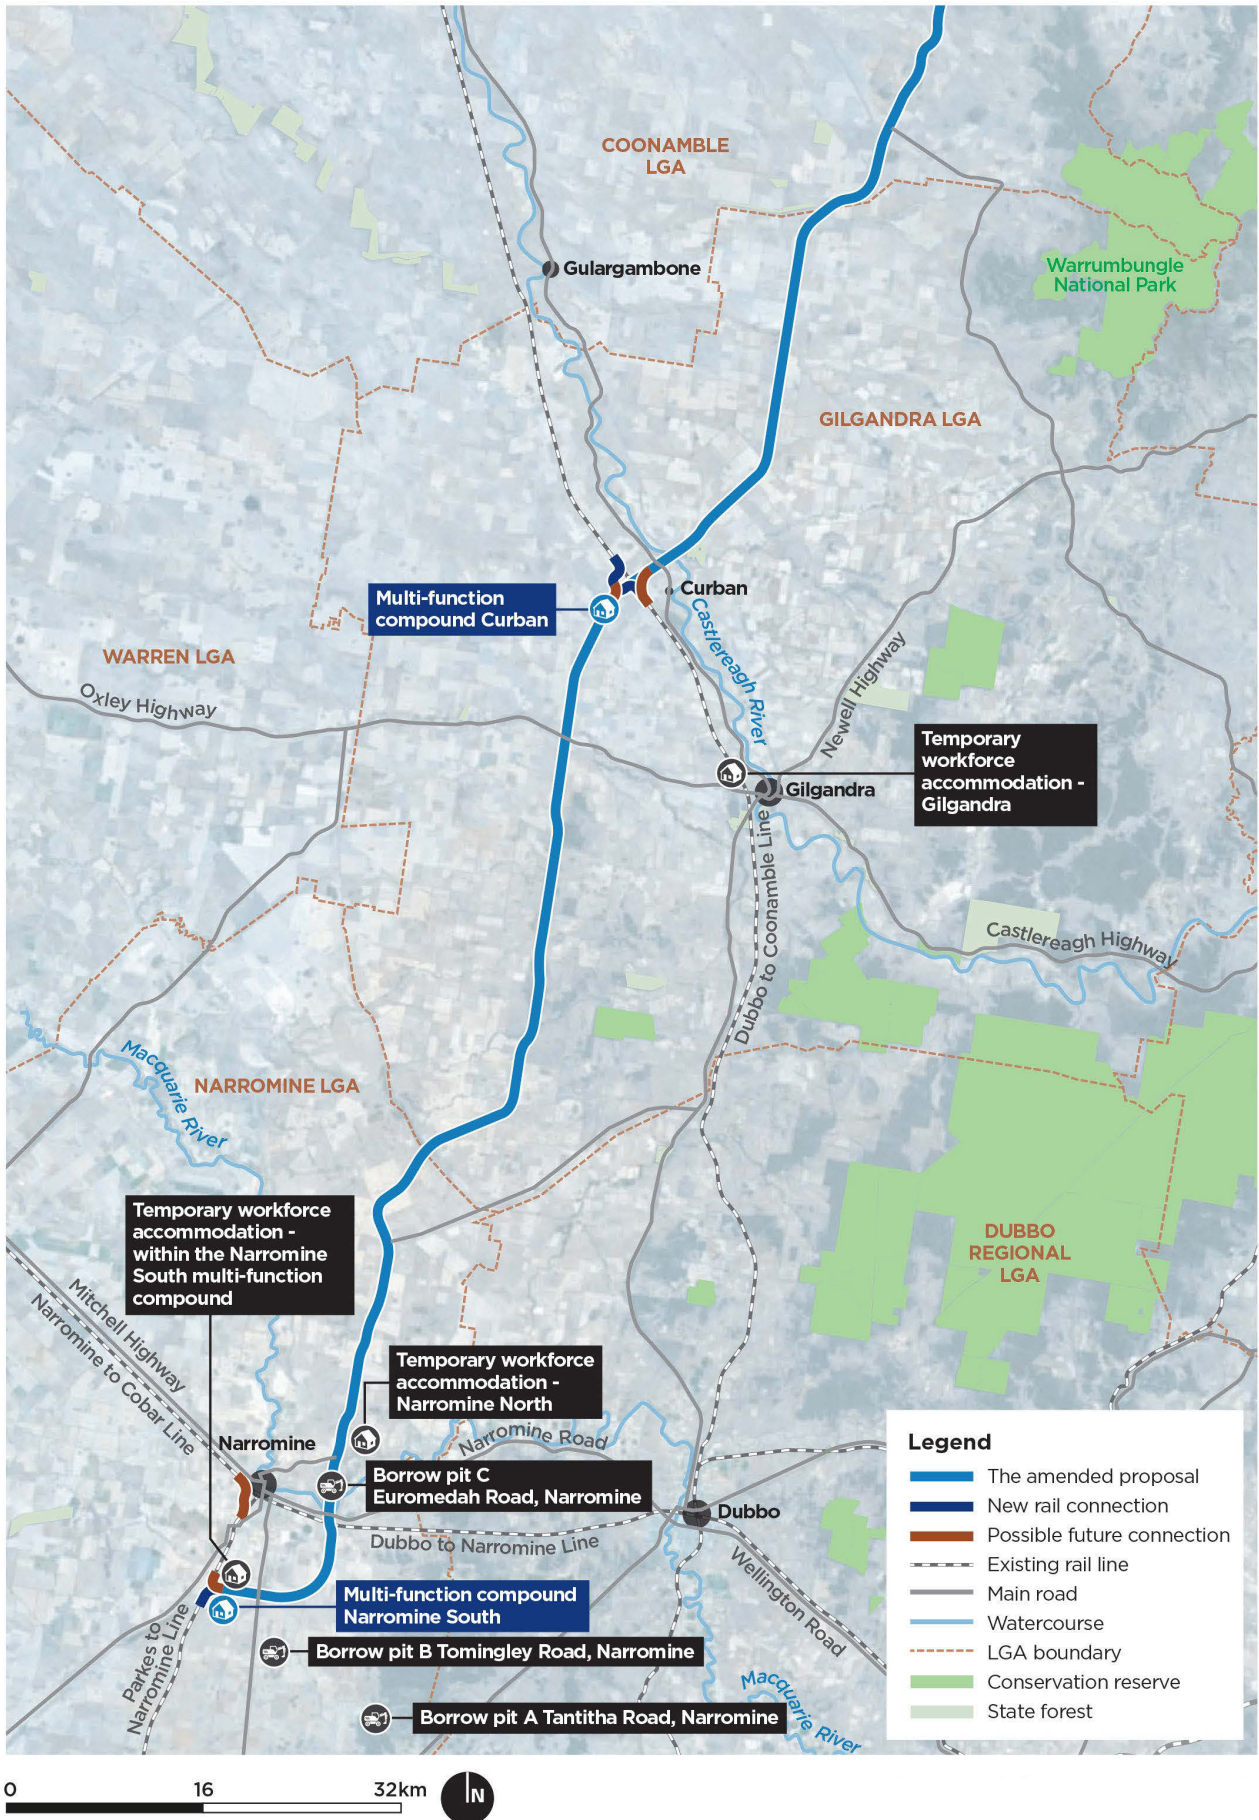 COONAMBLE
LGA
Gulargambone
Warrumbungle
National Park
GILGANDRA LGA
Multi-function
compound Curban
Curban
Castlereagh River
WARREN LGA
Oxley Highway
Newell Highway
Temporary
workforce
accommodation -
Gilgandra
Gilgandra
Dubbo to Coonamble Line
Castlereagh Highway
Macquarie River
NARROMINE LGA
Temporary workforce
accommodation -
within the Narromine
South multi-function
compound
DUBBO
REGIONAL
LGA
Mitchell Highway
Narromine to Cobar Line
Temporary workforce
accommodation -
Narromine North
Narromine
Narromine Road
Borrow pit C
Euromedah Road, Narromine
Dubbo
Dubbo to Narromine Line
Wellington Road
Multi-function compound
Narromine South
Parkes to
Narromine Line
Borrow pit B Tomingley Road, Narromine
Macquarie River
Borrow pit A Tantitha Road, Narromine
Legend
The amended proposal
New rail connection
Possible future connection
Existing rail line
Main road
Watercourse
LGA boundary
Conservation reserve
State forest
0 16 32km
N